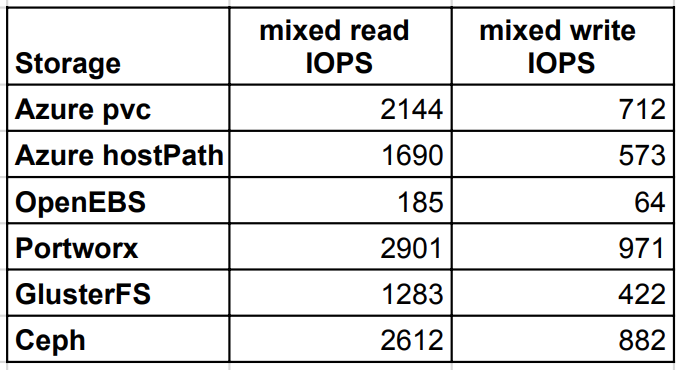 Storage mixed read IOPS mixed write IOPS
Azure pvc 2144 712
Azure hostPath 1690 573
OpenEBS 185 64
Portworx 2901 971
GlusterFS 1283 422
Ceph 2612 882